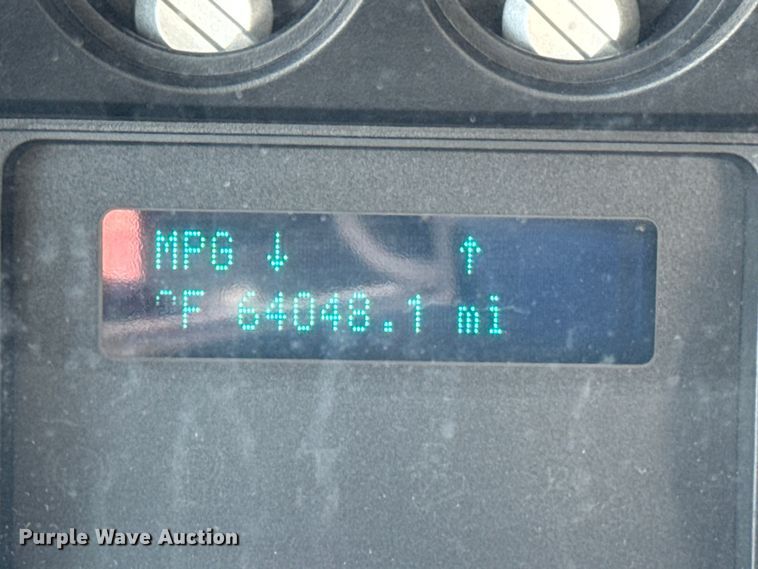 MPG ↓ ↑
°F 64048.1 mi
Purple Wave Auction